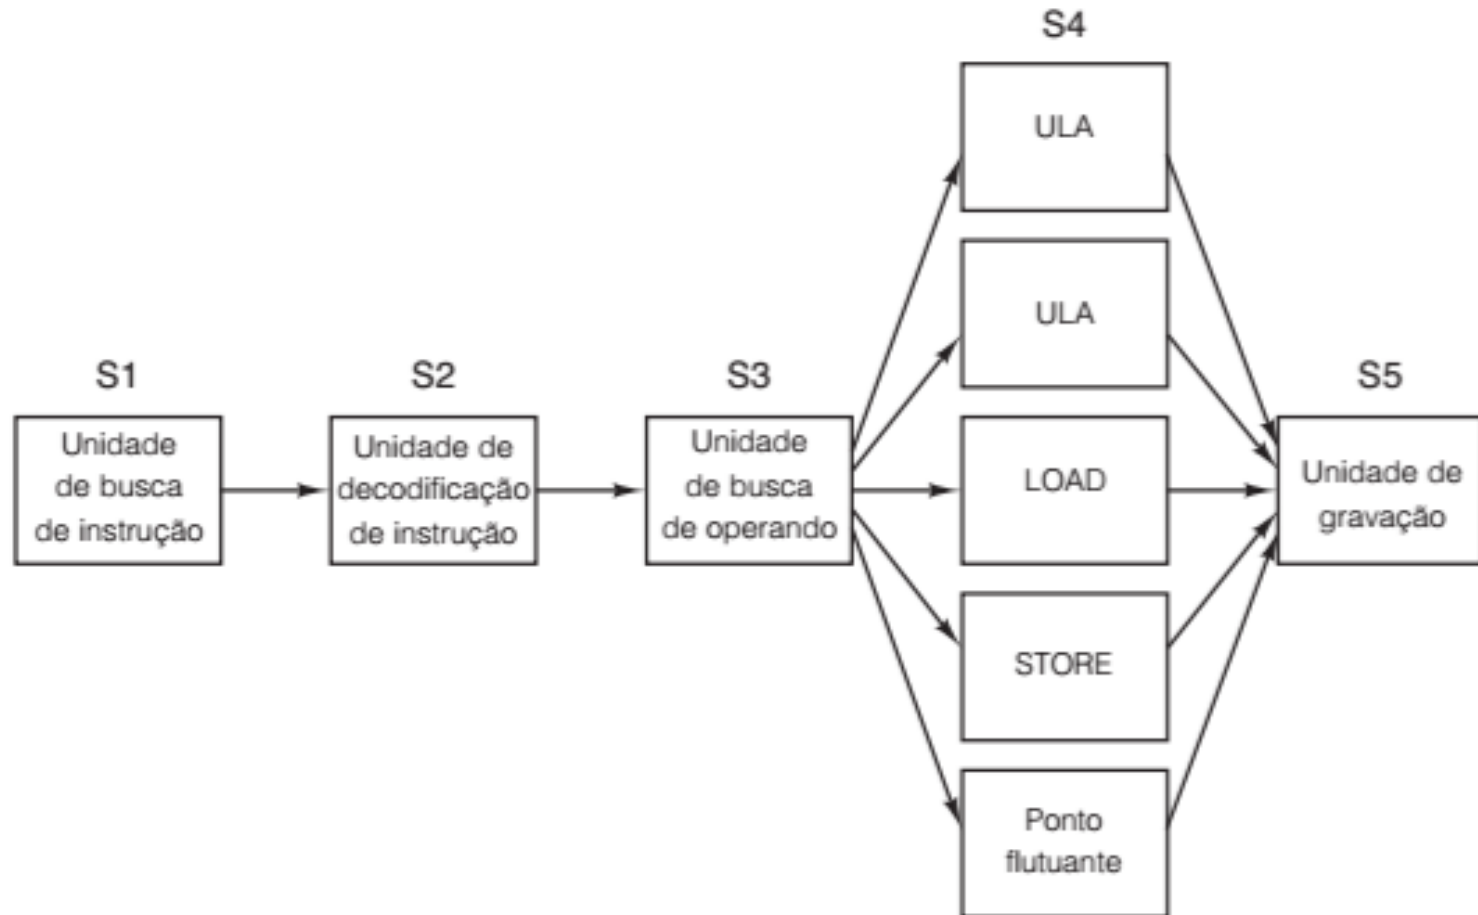 S4
ULA
ULA
S1
S2
S3
S5
Unidade
de busca
de instrução
Unidade de
decodificação
de instrução
Unidade
de busca
de operando
LOAD
Unidade de
gravação
STORE
Ponto
flutuante